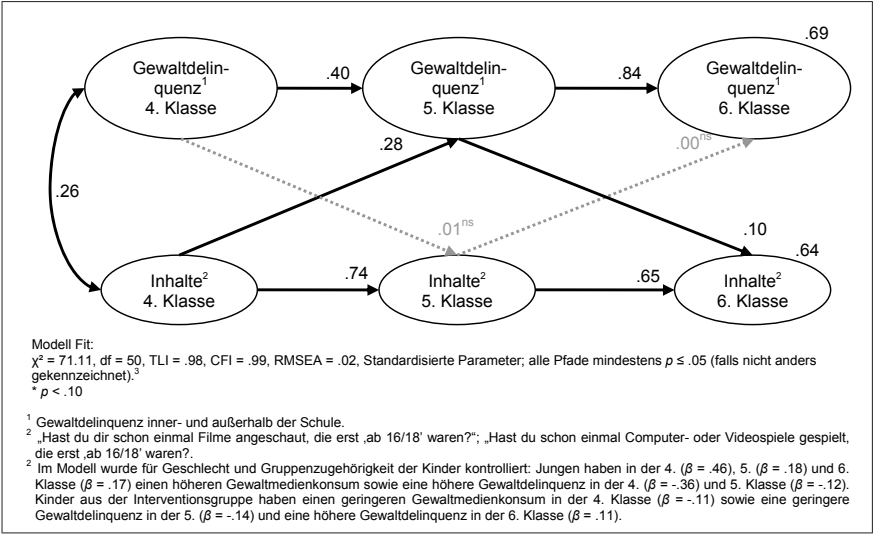 .69
Gewaltdelin-
quenz1
4. Klasse
.40
Gewaltdelin-
quenz1
5. Klasse
.84
Gewaltdelin-
quenz1
6. Klasse
.28
.00ns
.26
.01ns
.10
.64
Inhalte2
4. Klasse
.74
Inhalte2
5. Klasse
.65
Inhalte2
6. Klasse
Modell Fit:
χ² = 71.11, df = 50, TLI = .98, CFI = .99, RMSEA = .02, Standardisierte Parameter; alle Pfade mindestens p ≤ .05 (falls nicht anders
gekennzeichnet).3
* p < .10
1 Gewaltdelinquenz inner- und außerhalb der Schule.
2 „Hast du dir schon einmal Filme angeschaut, die erst ‚ab 16/18' waren?“; „Hast du schon einmal Computer- oder Videospiele gespielt,
die erst ‚ab 16/18' waren?.
2 Im Modell wurde für Geschlecht und Gruppenzugehörigkeit der Kinder kontrolliert: Jungen haben in der 4. (β = .46), 5. (β = .18) und 6.
Klasse (β = .17) einen höheren Gewaltmedienkonsum sowie eine höhere Gewaltdelinquenz in der 4. (β = -.36) und 5. Klasse (β = -.12).
Kinder aus der Interventionsgruppe haben einen geringeren Gewaltmedienkonsum in der 4. Klasse (β = -.11) sowie eine geringere
Gewaltdelinquenz in der 5. (β = -.14) und eine höhere Gewaltdelinquenz in der 6. Klasse (β = .11).